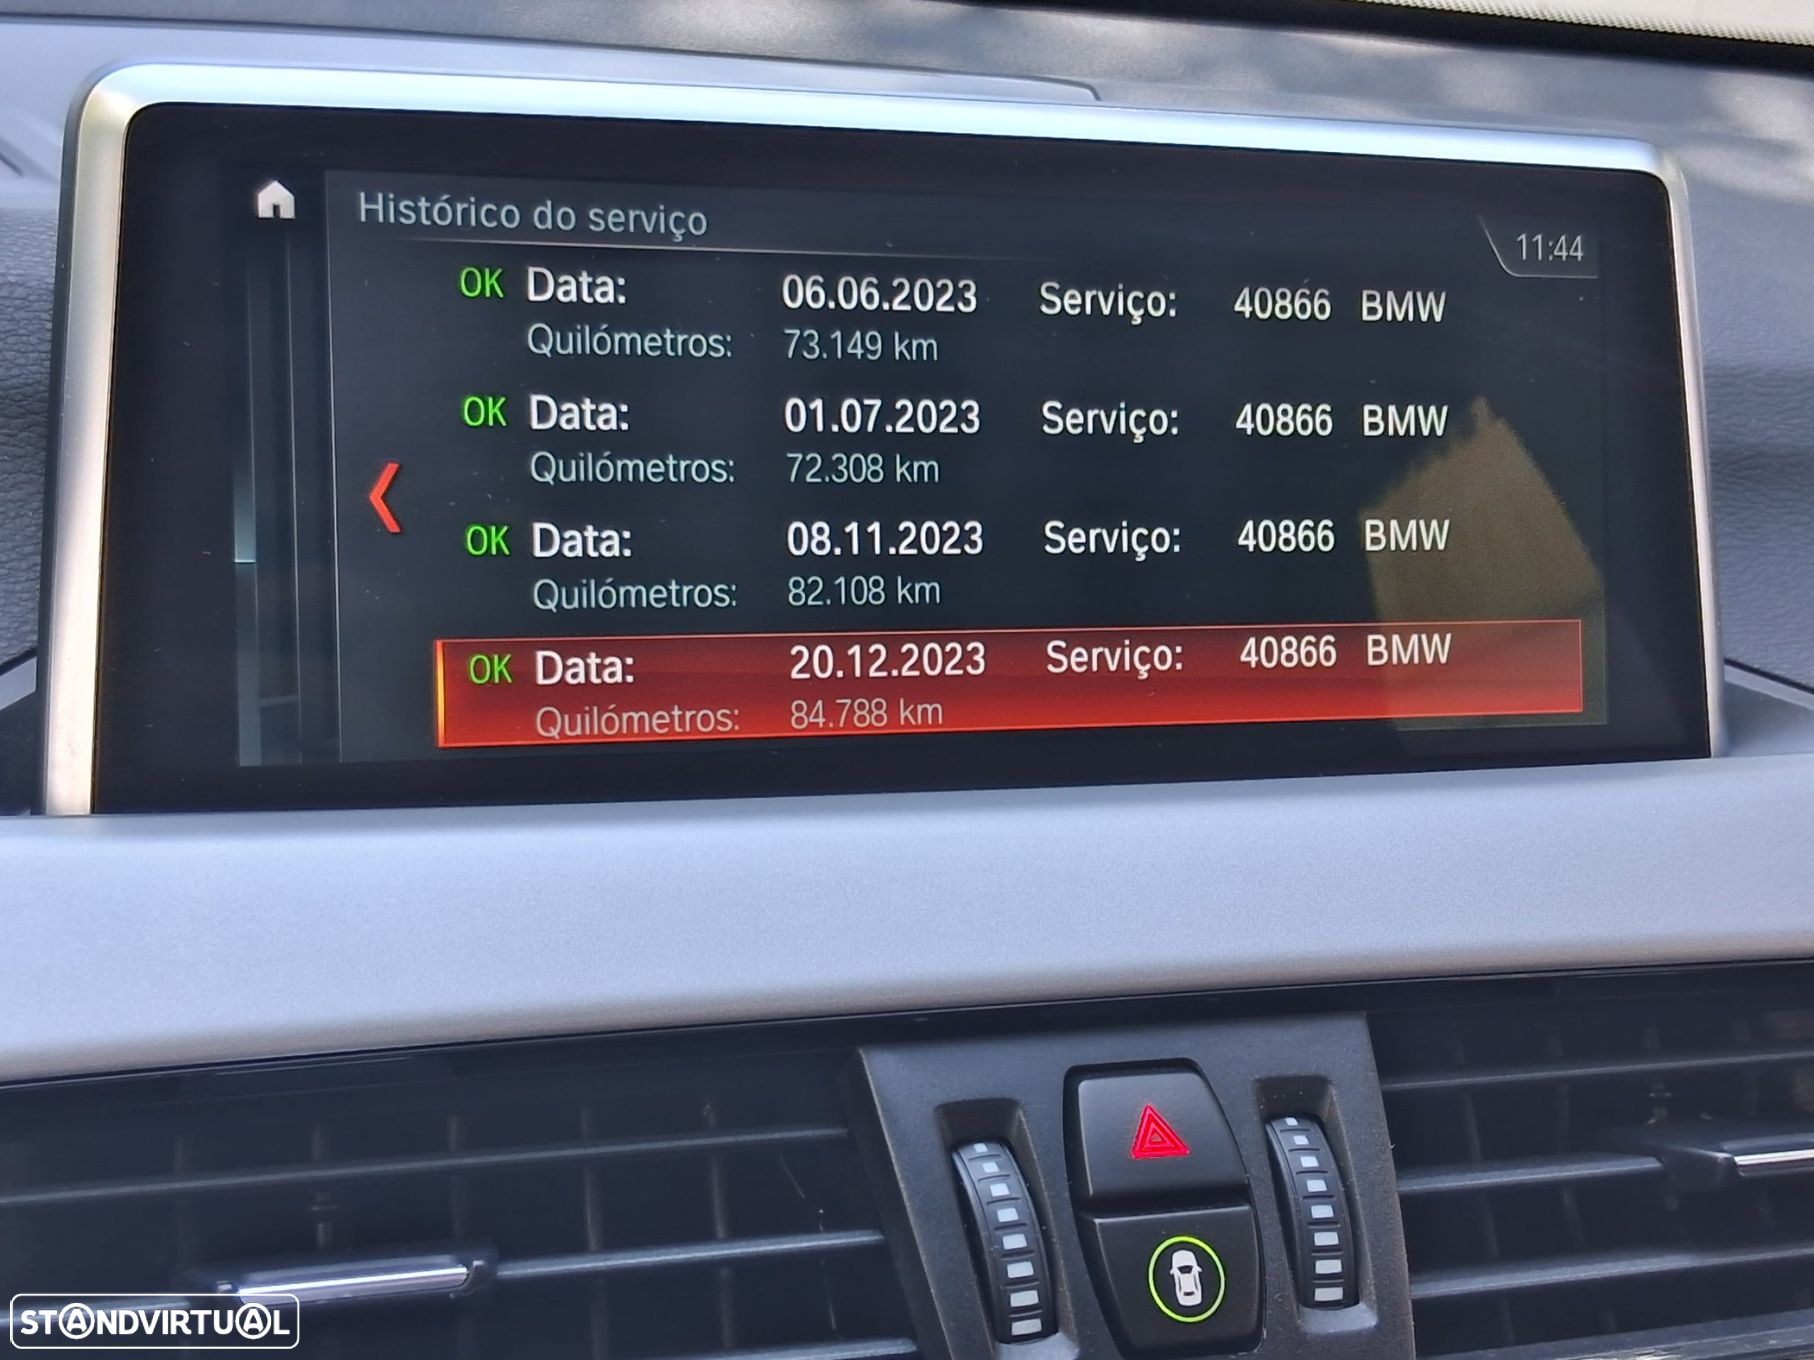 Histórico do serviço
11:44
OK Data: 06.06.2023 Serviço: 40866 BMW
Quilómetros: 73.149 km
OK Data: 01.07.2023 Serviço: 40866 BMW
Quilómetros: 72.308 km
OK Data: 08.11.2023 Serviço: 40866 BMW
Quilómetros: 82.108 km
OK Data: 20.12.2023 Serviço: 40866 BMW
Quilómetros: 84.788 km
STANDVIRTUAL